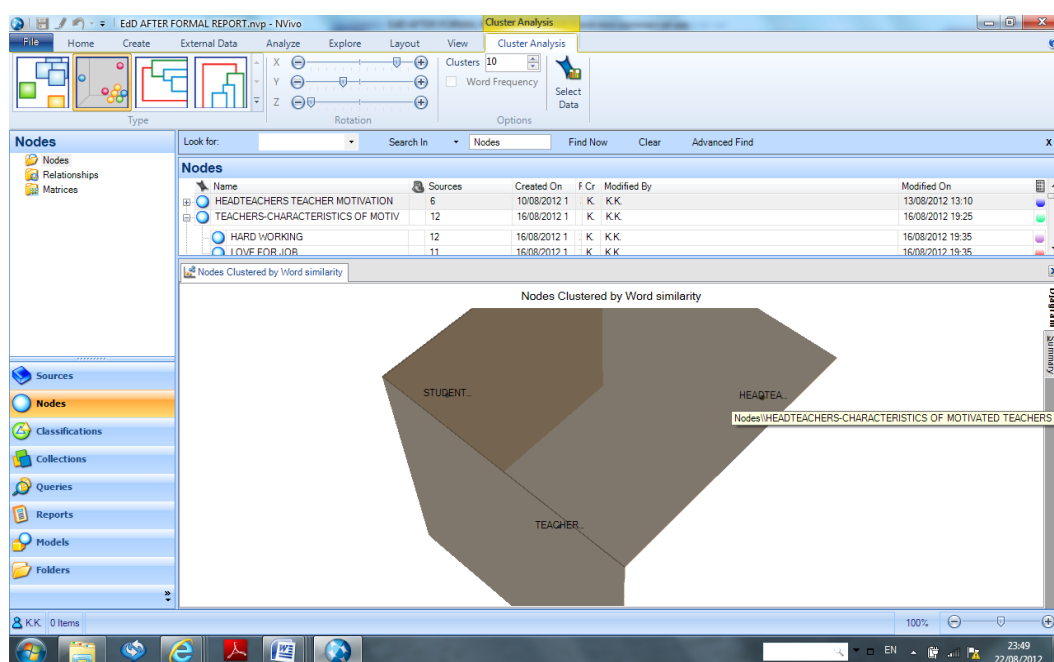 EdD AFTER FORMAL REPORT.nvp - NVivo
Cluster Analysis
File Home Create External Data Analyze Explore Layout View Cluster Analysis
X
Y
Z
Clusters 10
Word Frequency
Select
Data
Type
Rotation
Options
Nodes
Nodes
Relationships
Matrices
Look for: Search In Nodes Find Now Clear Advanced Find x
Nodes
Name Sources Created On F Cr Modified By Modified On
HEADTEACHERS TEACHER MOTIVATION 6 10/08/2012 1 K K.K. 13/08/2012 13:10
TEACHERS-CHARACTERISTICS OF MOTIV 12 16/08/2012 1 K K.K. 16/08/2012 19:25
HARD WORKING 12 16/08/2012 1 K K.K. 16/08/2012 19:35
LOVE FOR JOB 11 16/08/2012 1 K K.K 16/08/2012 19:35
Nodes Clustered by Word similarity
Nodes Clustered by Word similarity
Diagram
Summary
STUDENT...
HEADTEA...
Nodes\\HEADTEACHERS-CHARACTERISTICS OF MOTIVATED TEACHERS
TEACHER...
Sources
Nodes
Classifications
Collections
Queries
Reports
Models
Folders
K.K. 0 Items
100%
EN
23:49
22/08/2012